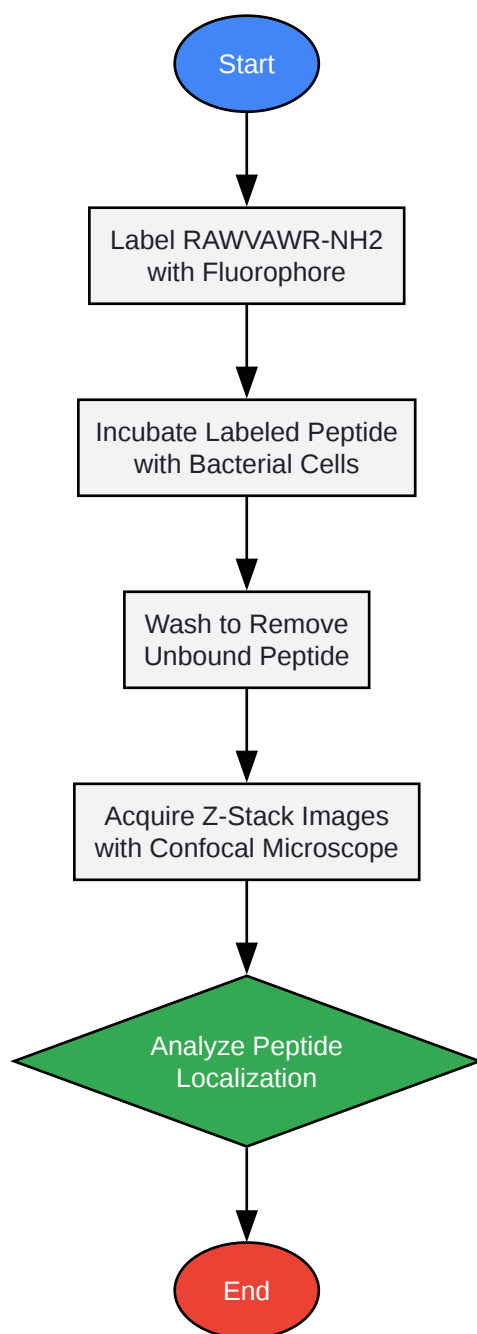 Start
Label RAWVAWR-NH2
with Fluorophore
Incubate Labeled Peptide
with Bacterial Cells
Wash to Remove
Unbound Peptide
Acquire Z-Stack Images
with Confocal Microscope
Analyze Peptide
Localization
End